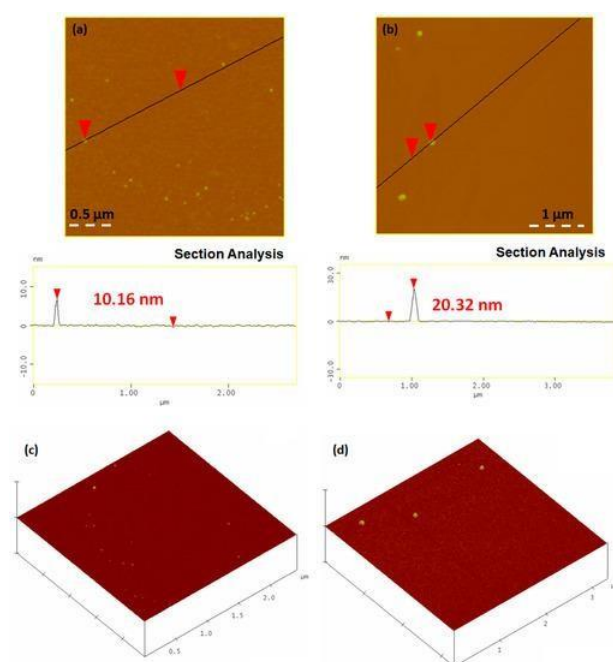 (a)
0.5 µm
(b)
1 µm
Section Analysis
nm
10.0
0
-10.0
10.16 nm
0
1.00
2.00
µm
Section Analysis
nm
30.0
0
-30.0
20.32 nm
0
1.00
2.00
3.00
µm
(c)
0.5
1.0
1.5
2.0
µm
(d)
1
2
3